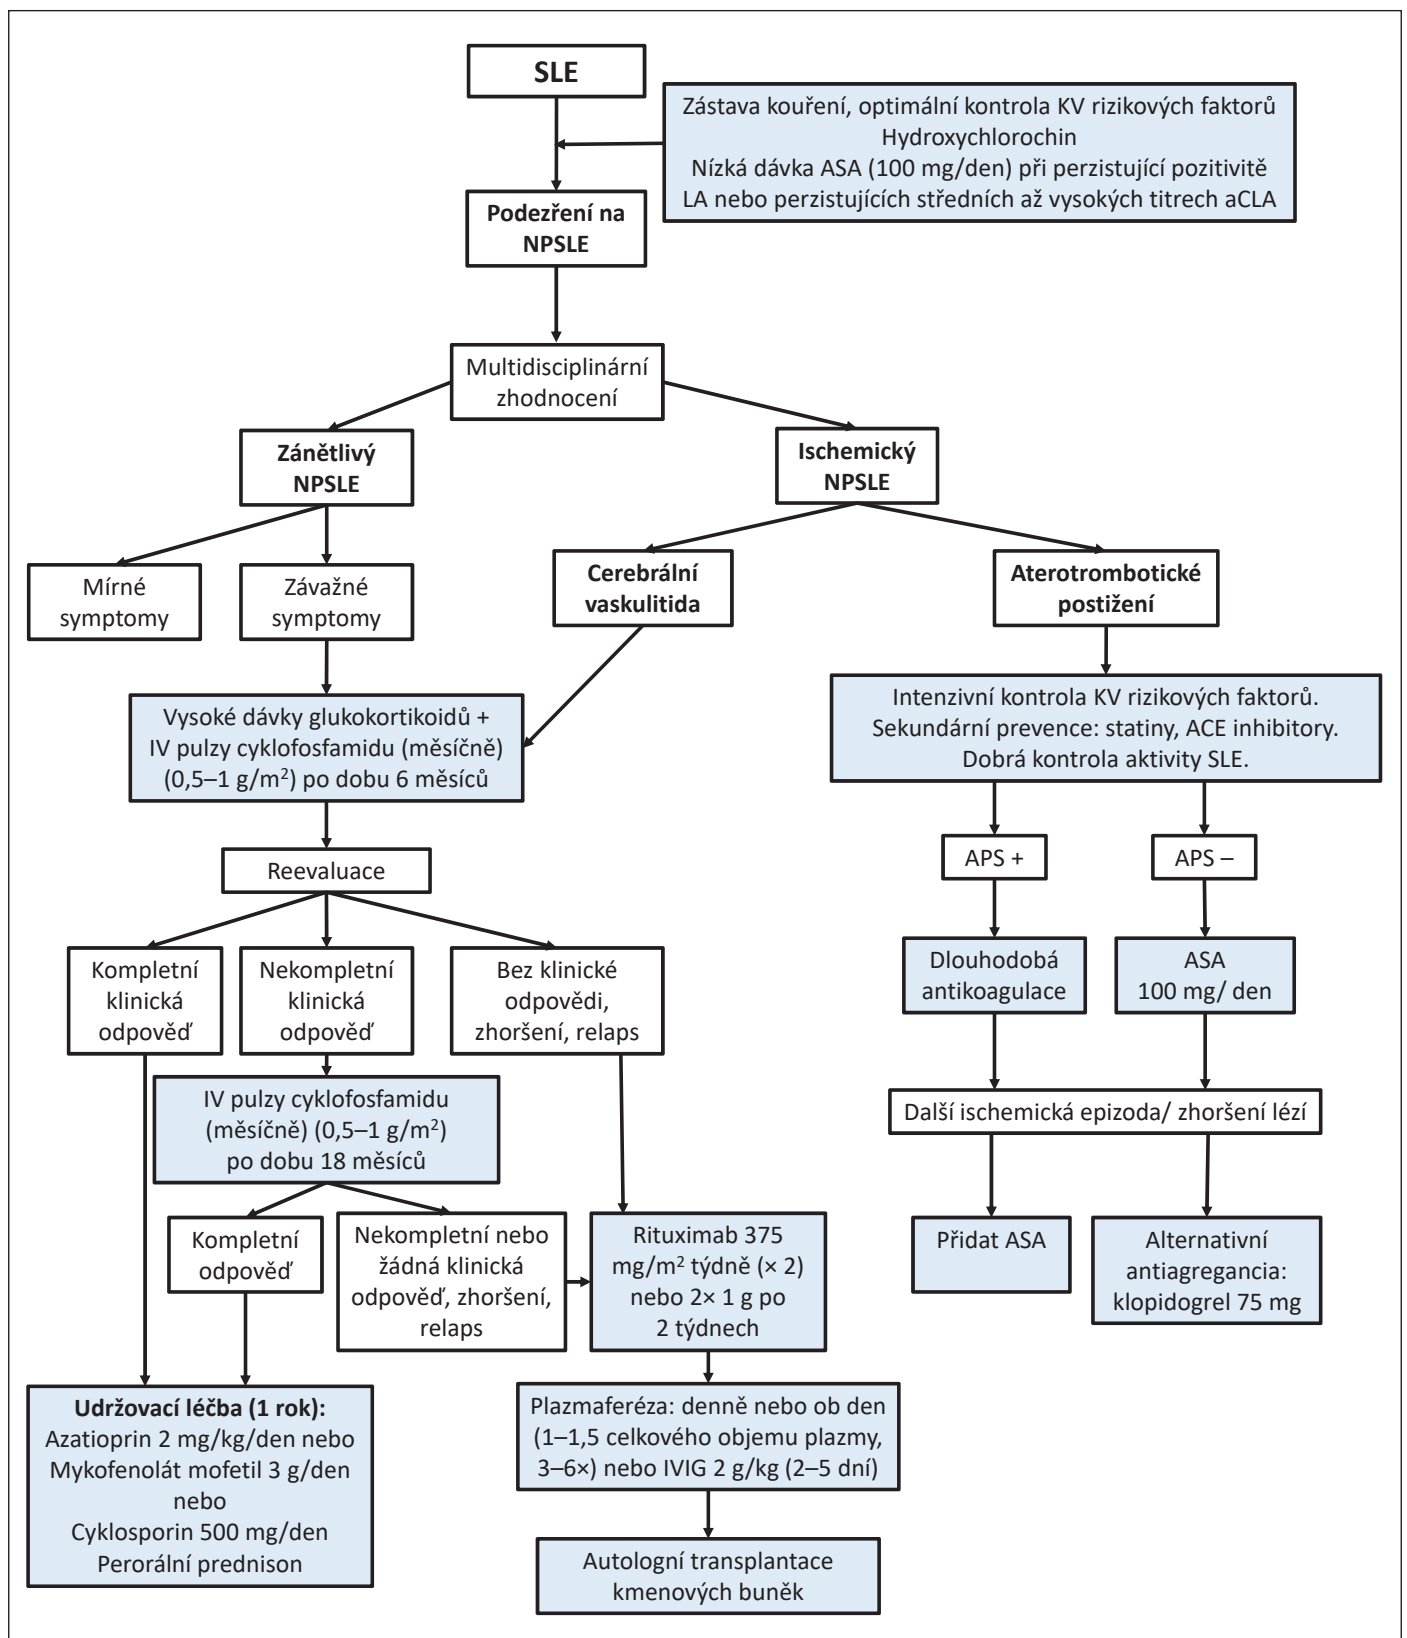 SLE
Zástava kouření, optimální kontrola KV rizikových faktorů
Hydroxychlorochin
Nízká dávka ASA (100 mg/den) při perzistující pozitivitě
LA nebo perzistujících středních až vysokých titrech aCLA
Podezření na
NPSLE
Multidisciplinární
zhodnocení
Zánětlivý
NPSLE
Ischemický
NPSLE
Mírné
symptomy
Závažné
symptomy
Cerebrální
vaskulitida
Aterotrombotické
postižení
Vysoké dávky glukokortikoidů +
IV pulzy cyklofosfamidu (měsíčně)
(0,5–1 g/m²) po dobu 6 měsíců
Intenzivní kontrola KV rizikových faktorů.
Sekundární prevence: statiny, ACE inhibitory.
Dobrá kontrola aktivity SLE.
Reevaluace
APS +
APS –
Kompletní
klinická
odpověď
Nekompletní
klinická
odpověď
Bez klinické
odpovědi,
zhoršení, relaps
Dlouhodobá
antikoagulace
ASA
100 mg/ den
IV pulzy cyklofosfamidu
(měsíčně) (0,5–1 g/m²)
po dobu 18 měsíců
Další ischemická epizoda/ zhoršení lézí
Kompletní
odpověď
Nekompletní nebo
žádná klinická
odpověď, zhoršení,
relaps
Rituximab 375
mg/m² týdně (× 2)
nebo 2× 1 g po
2 týdnech
Přidat ASA
Alternativní
antiagregancia:
klopidogrel 75 mg
Udržovací léčba (1 rok):
Azatioprin 2 mg/kg/den nebo
Mykofenolát mofetil 3 g/den
nebo
Cyklosporin 500 mg/den
Perorální prednison
Plazmaferéza: denně nebo ob den
(1–1,5 celkového objemu plazmy,
3–6×) nebo IVIG 2 g/kg (2–5 dní)
Autologní transplantace
kmenových buněk